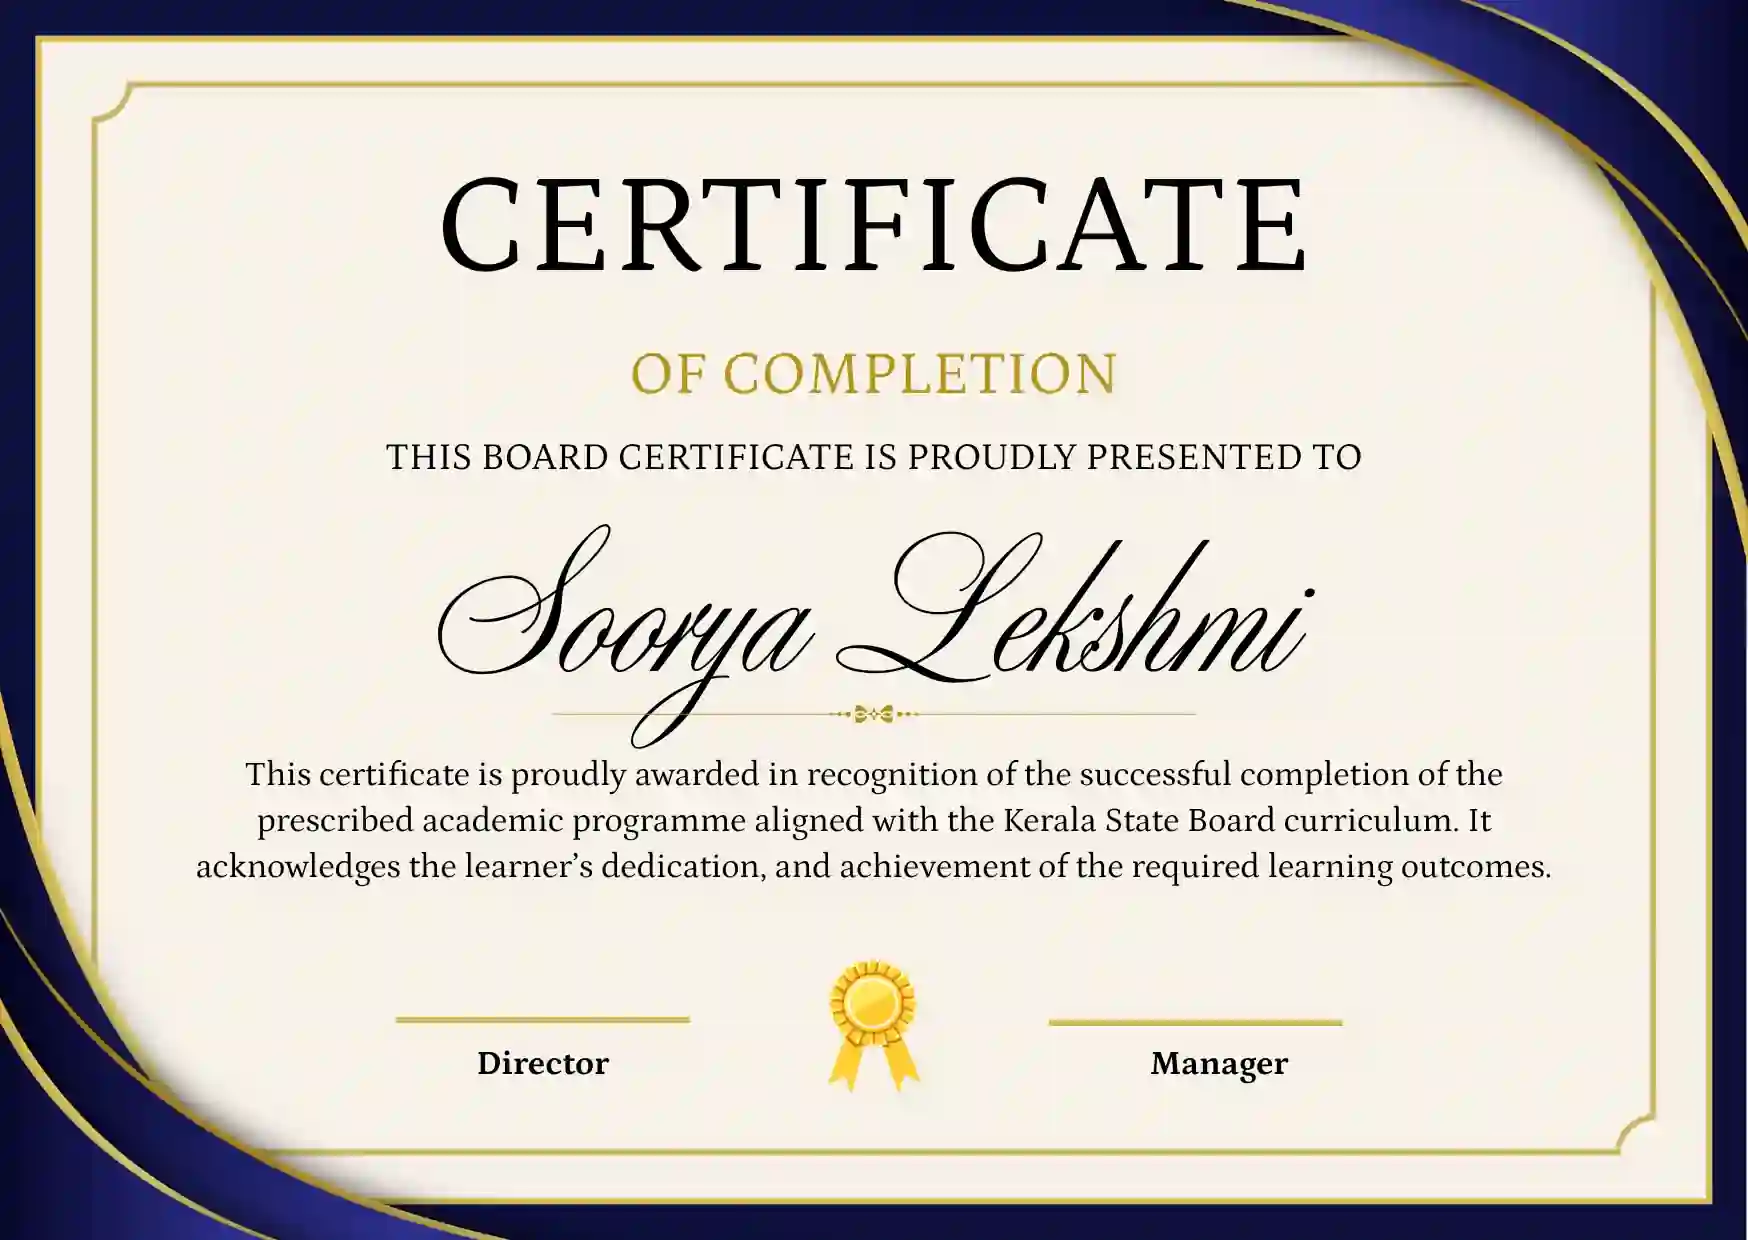 CERTIFICATE
OF COMPLETION
THIS BOARD CERTIFICATE IS PROUDLY PRESENTED TO
Soorya Lekshmi
This certificate is proudly awarded in recognition of the successful completion of the
prescribed academic programme aligned with the Kerala State Board curriculum. It
acknowledges the learner’s dedication, and achievement of the required learning outcomes.
Director
Manager